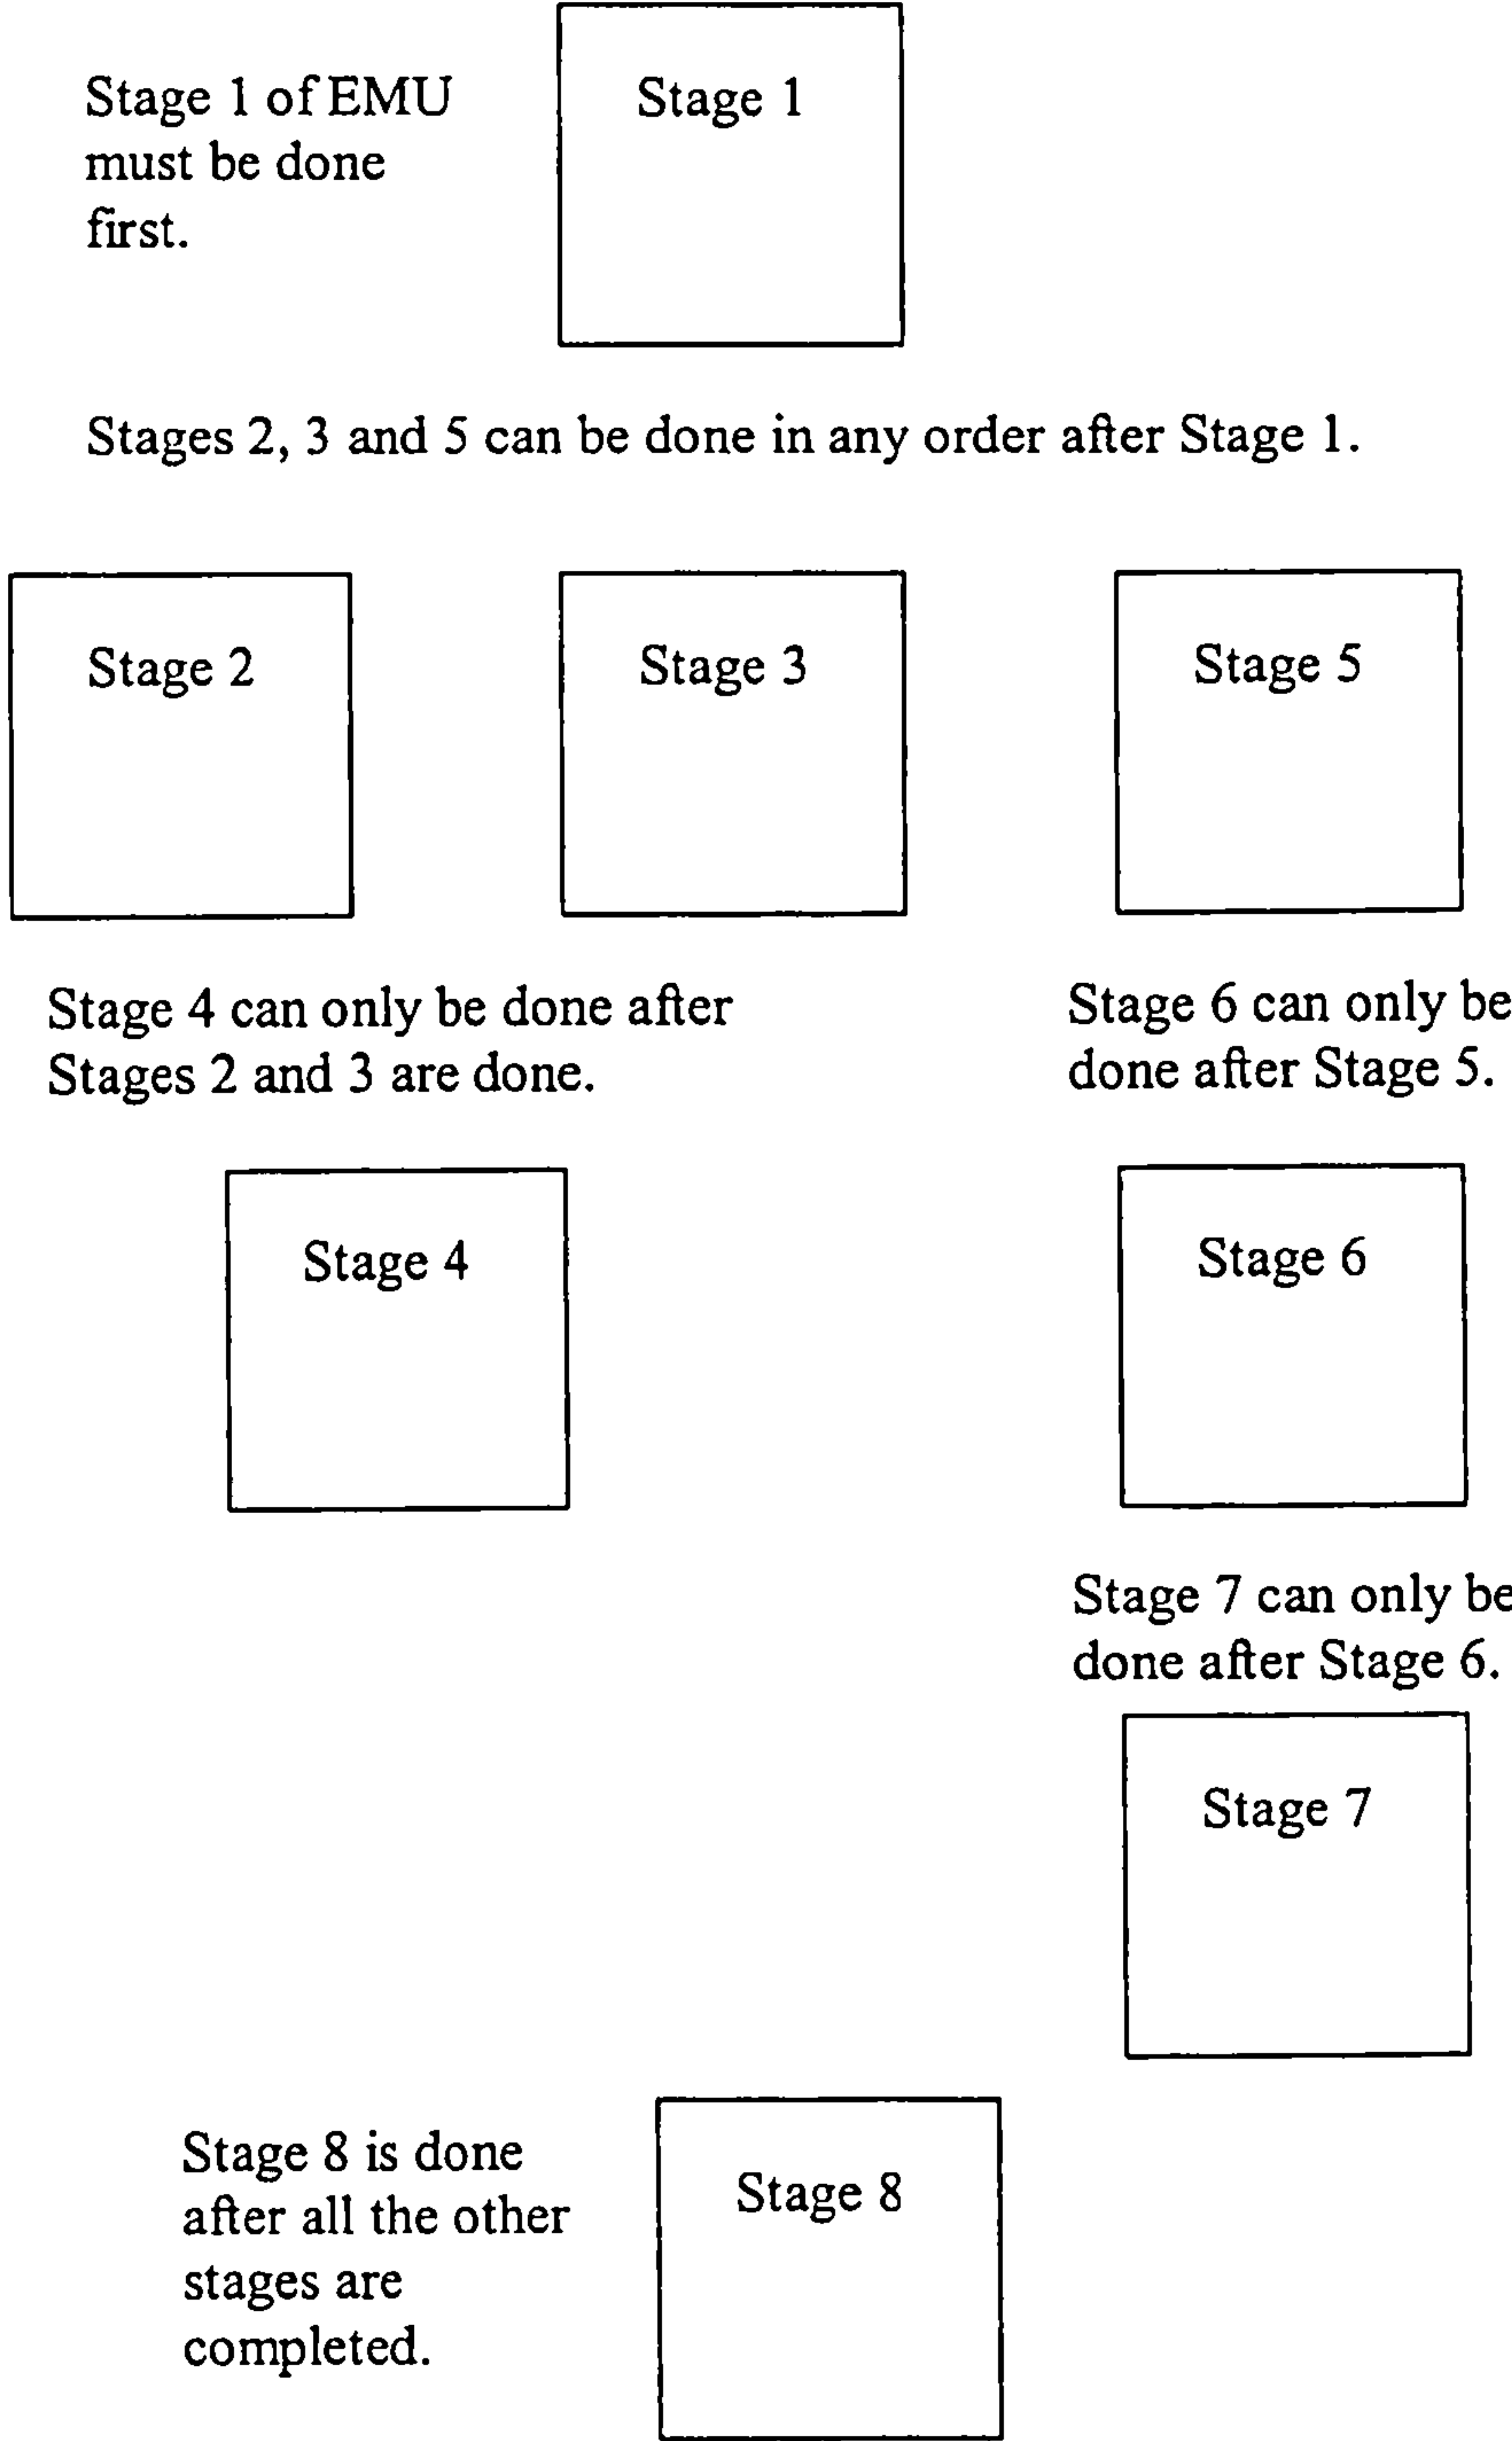 Stage 1 of EMU
must be done
first.
Stage 1
Stages 2, 3 and 5 can be done in any order after Stage 1.
Stage 2
Stage 3
Stage 5
Stage 4 can only be done after
Stages 2 and 3 are done.
Stage 6 can only be
done after Stage 5.
Stage 4
Stage 6
Stage 7 can only be
done after Stage 6.
Stage 7
Stage 8 is done
after all the other
stages are
completed.
Stage 8